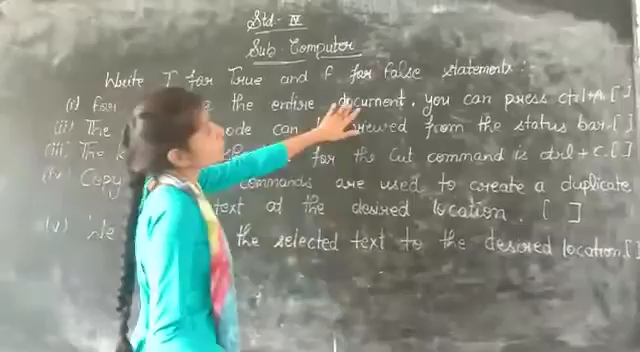 Std - IV
Sub - Computer
Write T for True and F for false statements :-
(i) For the entire document, you can press ctrl+A. [ ]
(ii) The mode can be viewed from the status bar. [ ]
(iii) The for the Cut command is ctrl + c. [ ]
(iv) Copy commands are used to create a duplicate
text at the desired location. [ ]
(v) We the selected text to the desired location. [ ]